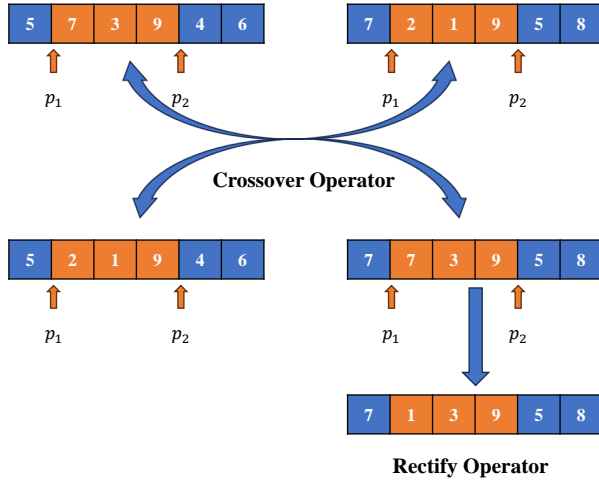 5 7 3 9 4 6
7 2 1 9 5 8
p₁ p₂
p₁ p₂
Crossover Operator
5 2 1 9 4 6
7 7 3 9 5 8
p₁ p₂
p₁ p₂
7 1 3 9 5 8
Rectify Operator